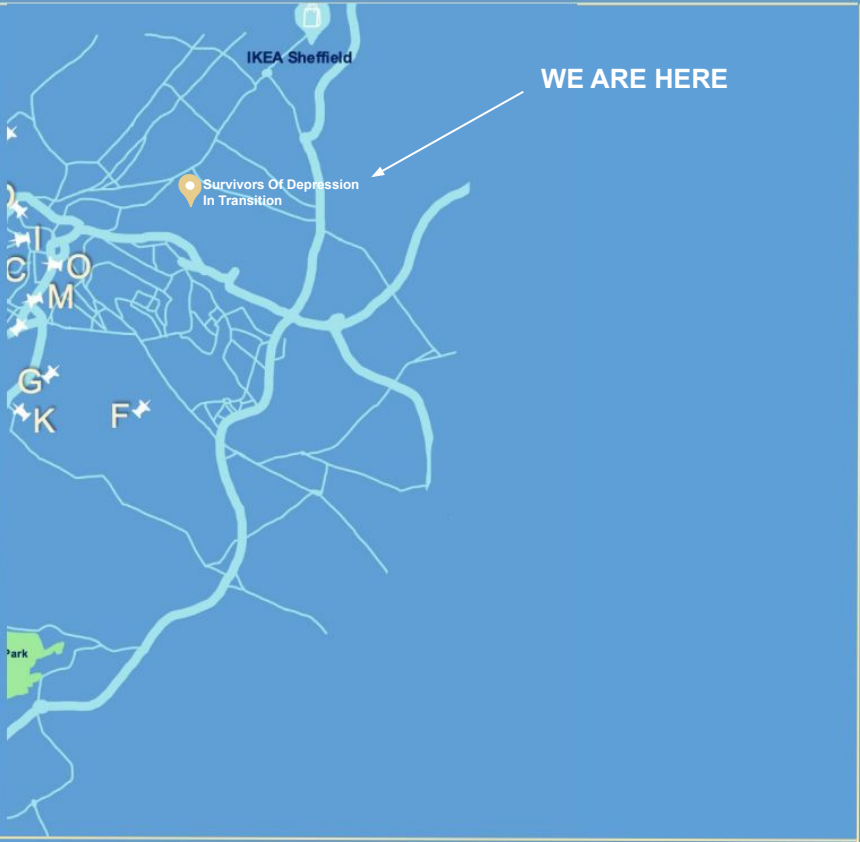 IKEA Sheffield
WE ARE HERE
Survivors Of Depression
In Transition
I
C
O
M
G
K
F
Park